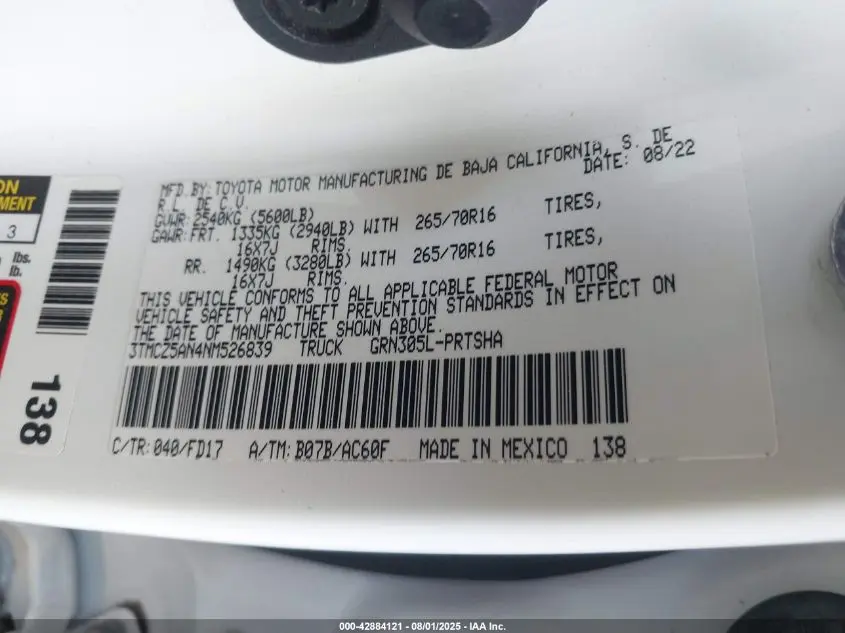 ON
MENT
3
lbs.
lb.
S
R
138
MFD.BY:TOYOTA MOTOR MANUFACTURING DE BAJA CALIFORNIA, S. DE
R.L. DE C.V. DATE: 08/22
GVWR:2540KG (5600LB)
GAWR:FRT. 1335KG (2940LB) WITH 265/70R16 TIRES,
16X7J RIMS.
RR. 1490KG (3280LB) WITH 265/70R16 TIRES,
16X7J RIMS.
THIS VEHICLE CONFORMS TO ALL APPLICABLE FEDERAL MOTOR
VEHICLE SAFETY AND THEFT PREVENTION STANDARDS IN EFFECT ON
THE DATE OF MANUFACTURE SHOWN ABOVE.
3TMCZ5AN4NM526839 TRUCK GRN305L-PRTSHA
C/TR:040/FD17 A/TM:B07B/AC60F MADE IN MEXICO 138
000-42884121 - 08/01/2025 - IAA Inc.